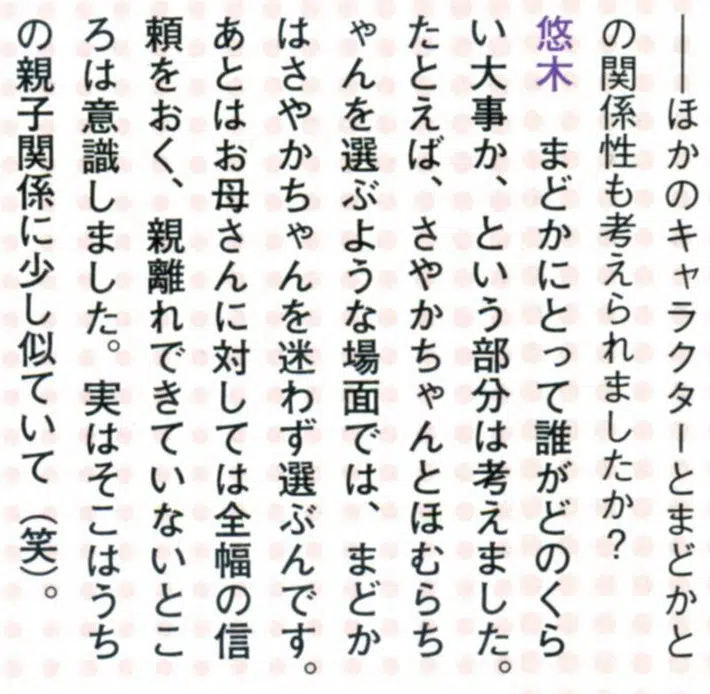 ──ほかのキャラクターとまどかと
の関係性も考えられましたか？
悠木　まどかにとって誰がどのくら
い大事か、という部分は考えました。
たとえば、さやかちゃんとほむらち
ゃんを選ぶような場面では、まどか
はさやかちゃんを迷わず選ぶんです。
あとはお母さんに対しては全幅の信
頼をおく、親離れできていないとこ
ろは意識しました。実はそこはうち
の親子関係に少し似ていて（笑）。